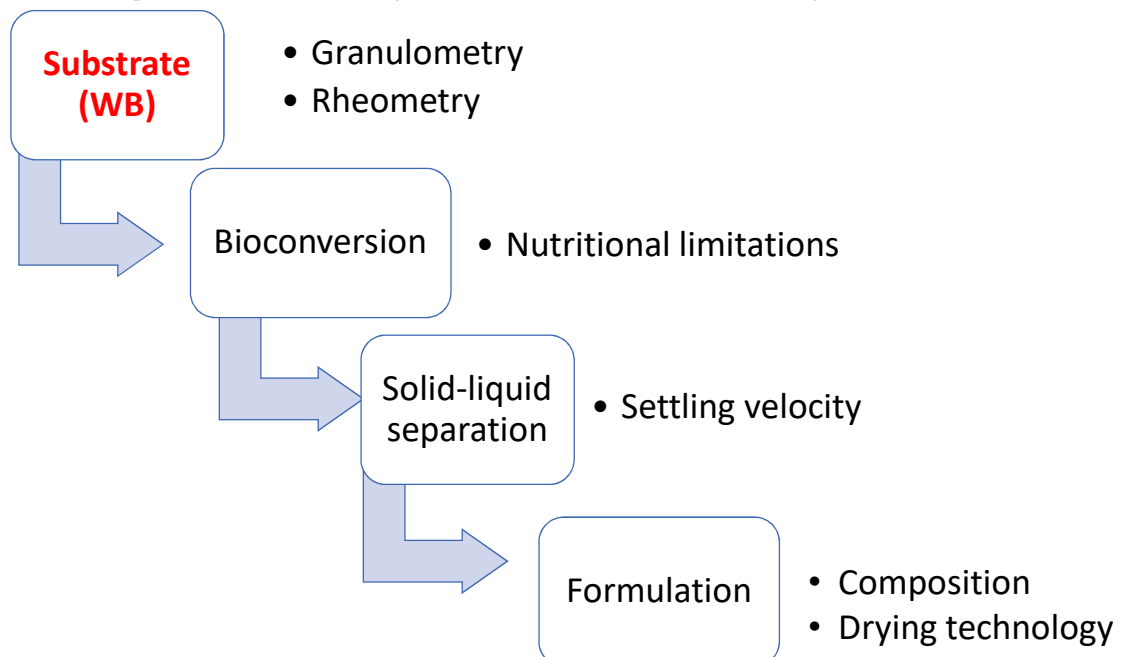 Substrate
(WB)
• Granulometry
• Rheometry
Bioconversion
• Nutritional limitations
Solid-liquid
separation
• Settling velocity
Formulation
• Composition
• Drying technology